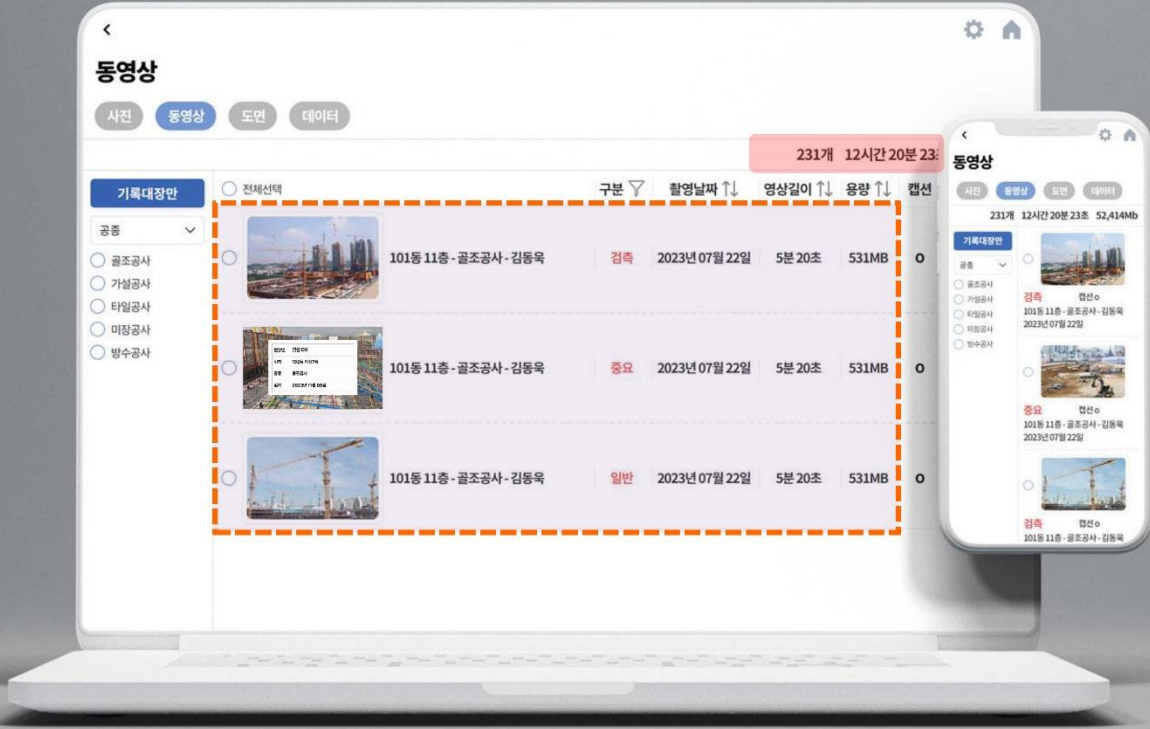 동영상
사진 동영상 도면 데이터
231개 12시간 20분 23
기록대장만
공종
골조공사
가설공사
타일공사
미장공사
방수공사
전체선택 구분 촬영날짜 영상길이 용량 캡션
101동 11층 - 골조공사 - 김동욱 검측 2023년 07월 22일 5분 20초 531MB o
101동 11층 - 골조공사 - 김동욱 중요 2023년 07월 22일 5분 20초 531MB o
101동 11층 - 골조공사 - 김동욱 일반 2023년 07월 22일 5분 20초 531MB o
동영상
사진 동영상 도면 데이터
231개 12시간 20분 23초 52,414Mb
기록대장만
공종
골조공사
가설공사
타일공사
미장공사
방수공사
검측 캡션 o
101동 11층 - 골조공사 - 김동욱
2023년 07월 22일
중요 캡션 o
101동 11층 - 골조공사 - 김동욱
2023년 07월 22일
검측 캡션 o
101동 11층 - 골조공사 - 김동욱